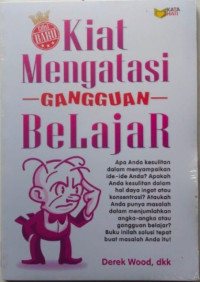 BARU
Kiat
Mengatasi
GANGGUAN
BeLajaR
Apa Anda kesulitan
dalam menyampaikan
ide-ide Anda? Apakah
Anda kesulitan dalam
hal daya ingat atau
konsentrasi? Ataukah
Anda punya masalah
dalam menjumlahkan
angka-angka atau
gangguan belajar?
Buku inilah solusi tepat
buat masalah Anda itu!
Derek Wood, dkk